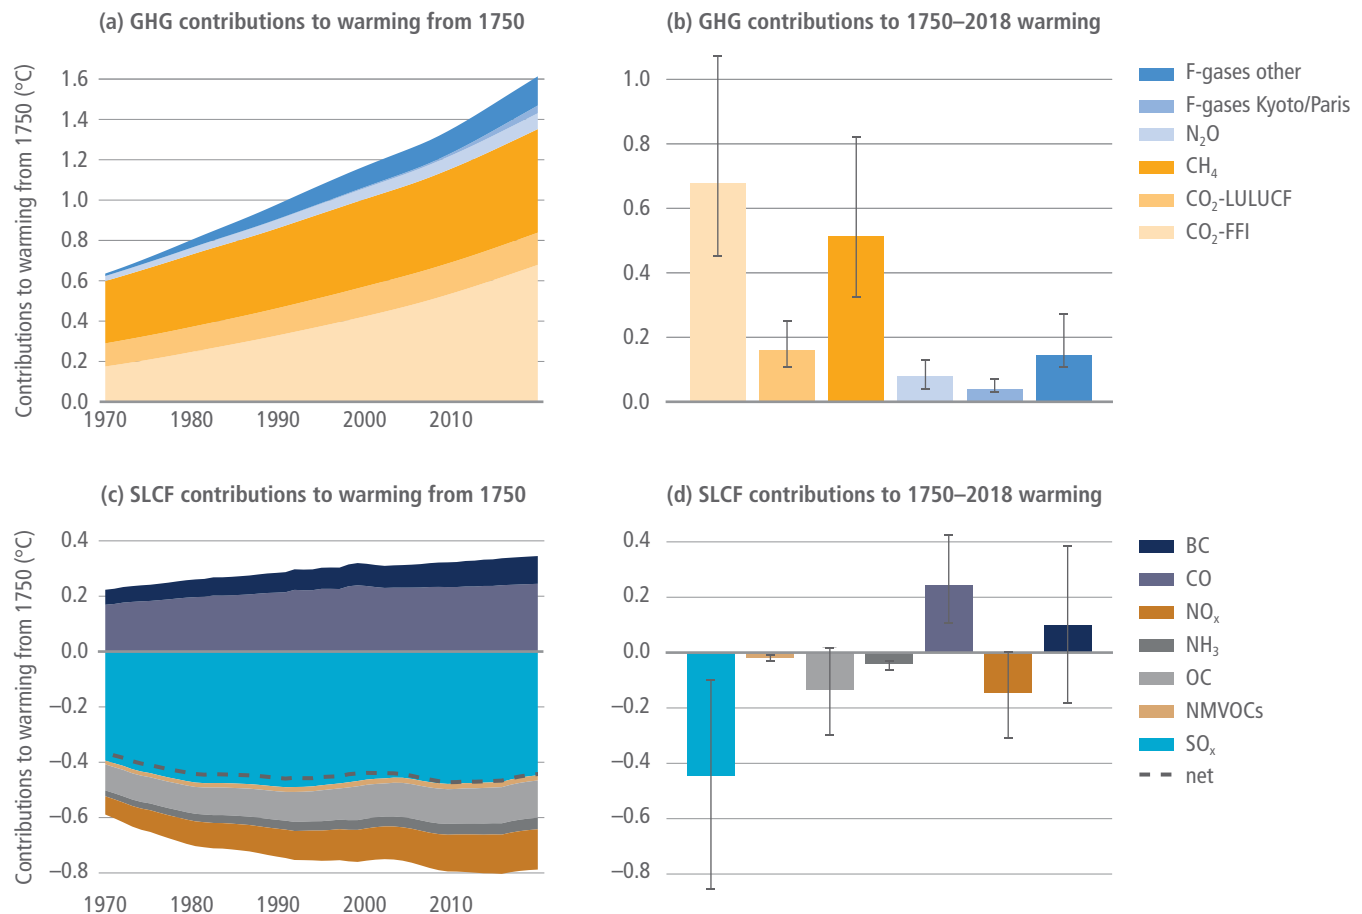 (a) GHG contributions to warming from 1750
Contributions to warming from 1750 (°C)
1.6
1.4
1.2
1.0
0.8
0.6
0.4
0.2
0.0
1970 1980 1990 2000 2010
(b) GHG contributions to 1750–2018 warming
1.0
0.8
0.6
0.4
0.2
0.0
F-gases other
F-gases Kyoto/Paris
N₂O
CH₄
CO₂-LULUCF
CO₂-FFI
(c) SLCF contributions to warming from 1750
Contributions to warming from 1750 (°C)
0.4
0.2
0.0
−0.2
−0.4
−0.6
−0.8
1970 1980 1990 2000 2010
(d) SLCF contributions to 1750–2018 warming
0.4
0.2
0.0
−0.2
−0.4
−0.6
−0.8
BC
CO
NOₓ
NH₃
OC
NMVOCs
SOₓ
net